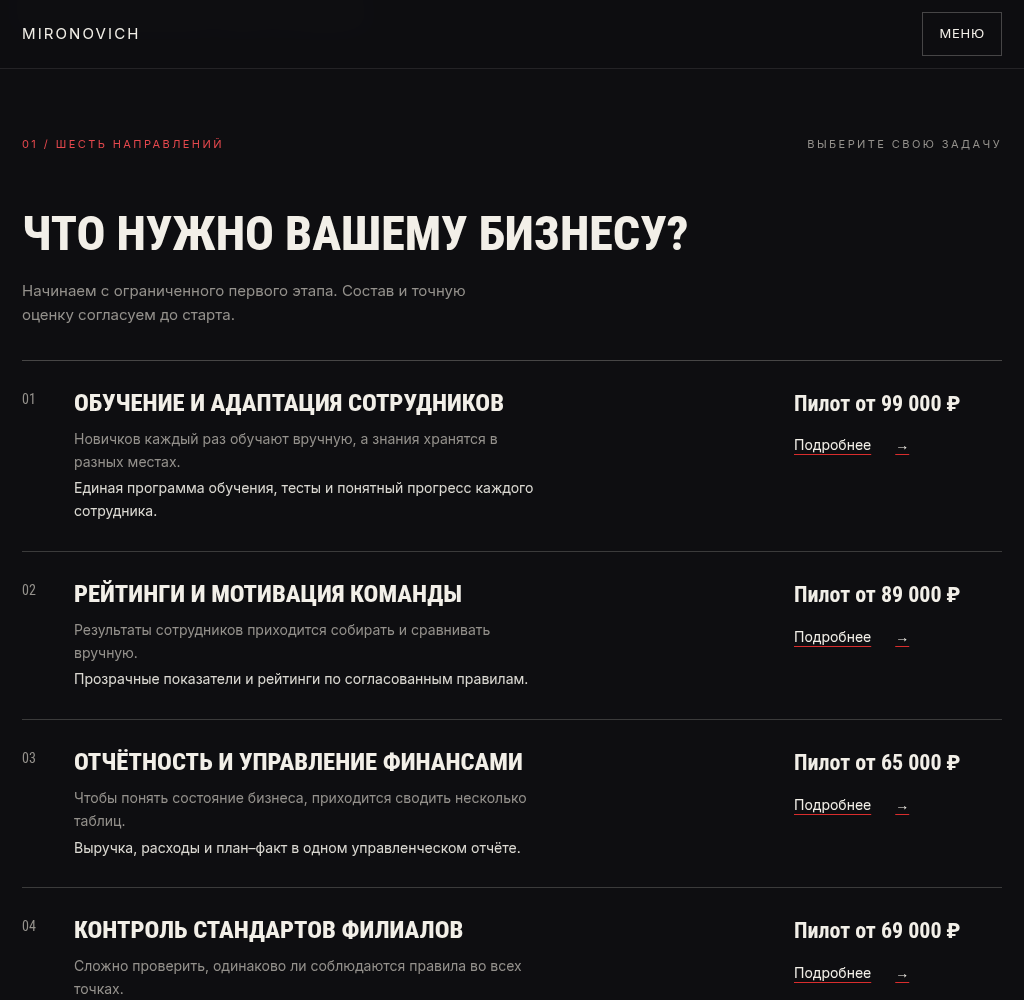 MIRONOVICH
МЕНЮ
01 / ШЕСТЬ НАПРАВЛЕНИЙ
ВЫБЕРИТЕ СВОЮ ЗАДАЧУ
ЧТО НУЖНО ВАШЕМУ БИЗНЕСУ?
Начинаем с ограниченного первого этапа. Состав и точную
оценку согласуем до старта.
01
ОБУЧЕНИЕ И АДАПТАЦИЯ СОТРУДНИКОВ
Новичков каждый раз обучают вручную, а знания хранятся в
разных местах.
Единая программа обучения, тесты и понятный прогресс каждого
сотрудника.
Пилот от 99 000 ₽
Подробнее →
02
РЕЙТИНГИ И МОТИВАЦИЯ КОМАНДЫ
Результаты сотрудников приходится собирать и сравнивать
вручную.
Прозрачные показатели и рейтинги по согласованным правилам.
Пилот от 89 000 ₽
Подробнее →
03
ОТЧЁТНОСТЬ И УПРАВЛЕНИЕ ФИНАНСАМИ
Чтобы понять состояние бизнеса, приходится сводить несколько
таблиц.
Выручка, расходы и план–факт в одном управленческом отчёте.
Пилот от 65 000 ₽
Подробнее →
04
КОНТРОЛЬ СТАНДАРТОВ ФИЛИАЛОВ
Сложно проверить, одинаково ли соблюдаются правила во всех
точках.
Пилот от 69 000 ₽
Подробнее →